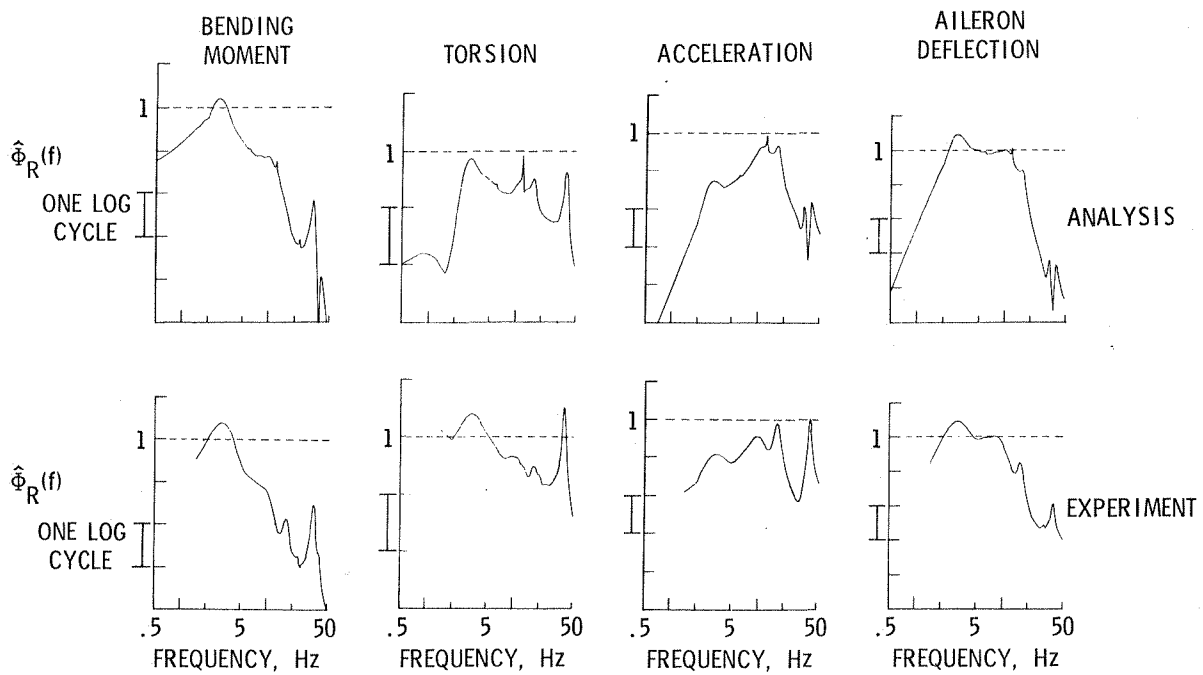 BENDING
MOMENT
TORSION
ACCELERATION
AILERON
DEFLECTION
1
1
1
1
Φ̂R(f)
ONE LOG
CYCLE
ANALYSIS
1
1
1
1
Φ̂R(f)
ONE LOG
CYCLE
EXPERIMENT
.5 5 50
.5 5 50
.5 5 50
.5 5 50
FREQUENCY, Hz
FREQUENCY, Hz
FREQUENCY, Hz
FREQUENCY, Hz